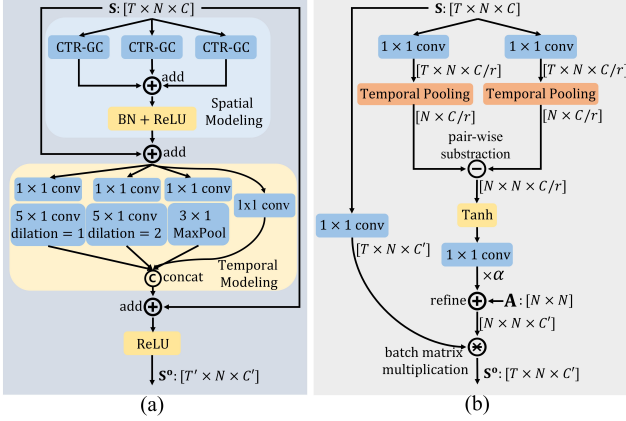 S: [T × N × C]
CTR-GC
CTR-GC
CTR-GC
add
BN + ReLU
Spatial
Modeling
add
1 × 1 conv
1 × 1 conv
1 × 1 conv
1x1 conv
5 × 1 conv
dilation = 1
5 × 1 conv
dilation = 2
3 × 1
MaxPool
Temporal
Modeling
C concat
add
ReLU
Sᵒ: [T′ × N × C′]
(a)
S: [T × N × C]
1 × 1 conv
1 × 1 conv
[T × N × C/r]
[T × N × C/r]
Temporal Pooling
Temporal Pooling
[N × C/r]
[N × C/r]
pair-wise
substraction
[N × N × C/r]
Tanh
1 × 1 conv
[T × N × C′]
1 × 1 conv
×α
refine
A: [N × N]
[N × N × C′]
batch matrix
multiplication
Sᵒ: [T × N × C′]
(b)